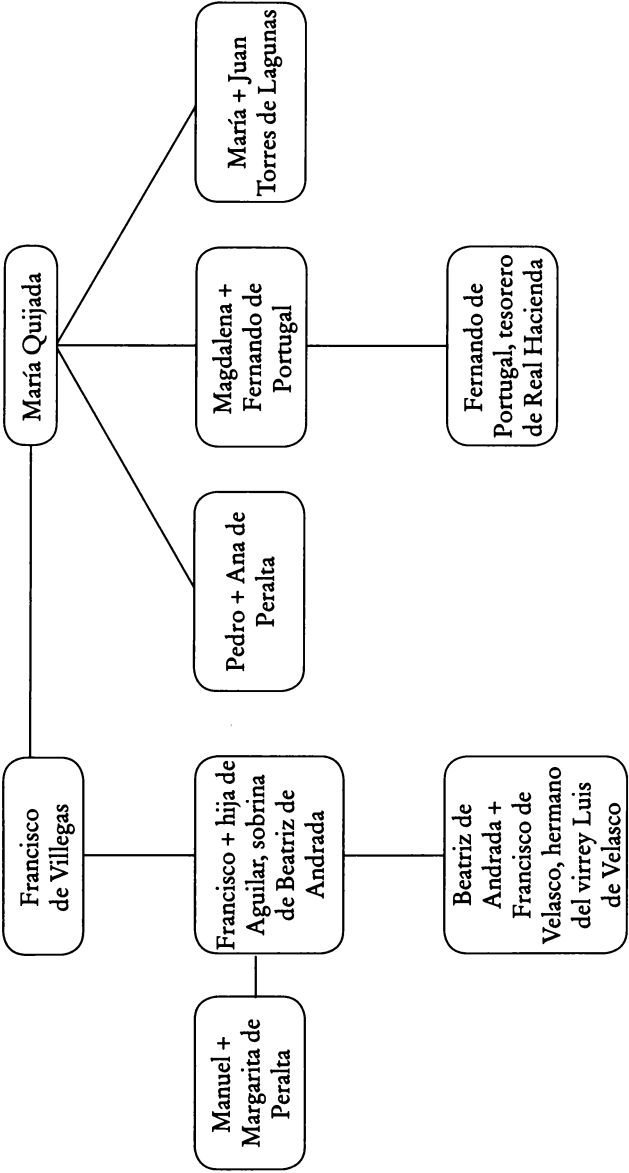 Francisco
de Villegas
María Quijada
Manuel +
Margarita de
Peralta
Francisco + hija de
Aguilar, sobrina
de Beatriz de
Andrada
Pedro + Ana de
Peralta
Magdalena +
Fernando de
Portugal
María + Juan
Torres de Lagunas
Beatriz de
Andrada +
Francisco de
Velasco, hermano
del virrey Luis
de Velasco
Fernando de
Portugal, tesorero
de Real Hacienda